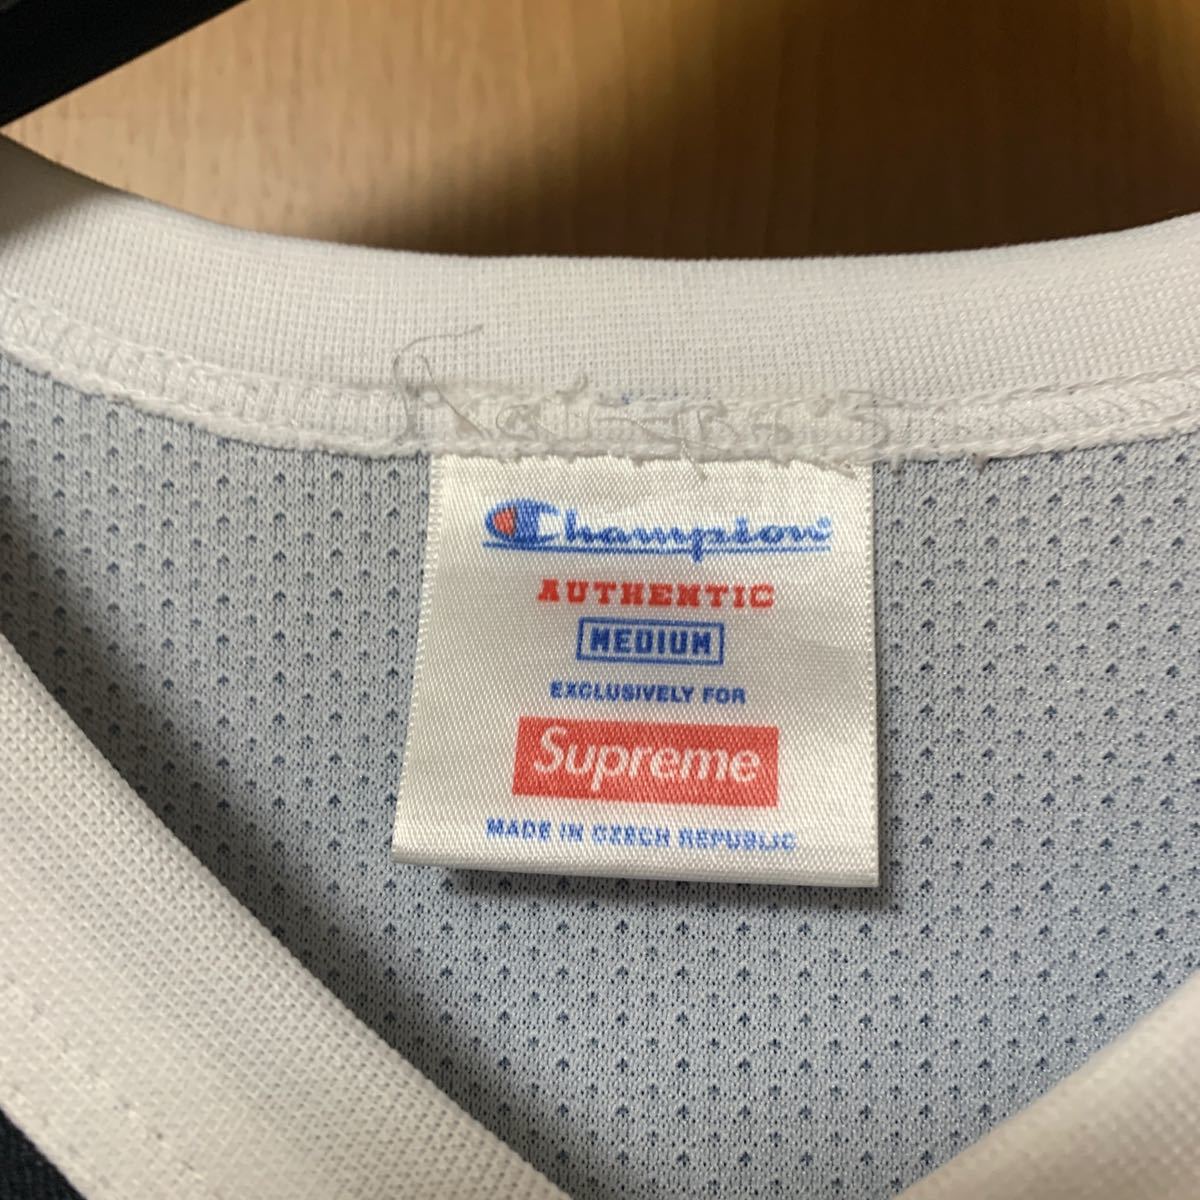 Champion
AUTHENTIC
MEDIUM
EXCLUSIVELY FOR
Supreme
MADE IN CZECH REPUBLIC